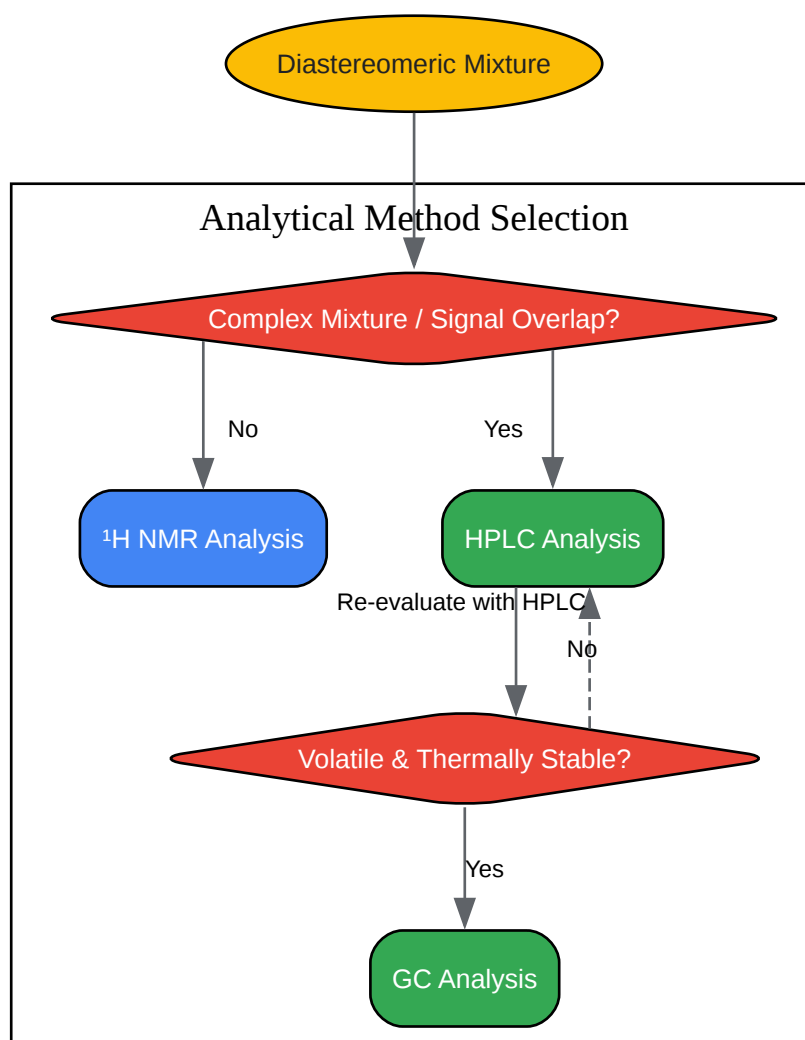 Diastereomeric Mixture
Analytical Method Selection
Complex Mixture / Signal Overlap?
No
Yes
¹H NMR Analysis
HPLC Analysis
Re-evaluate with HPLC
No
Volatile & Thermally Stable?
Yes
GC Analysis